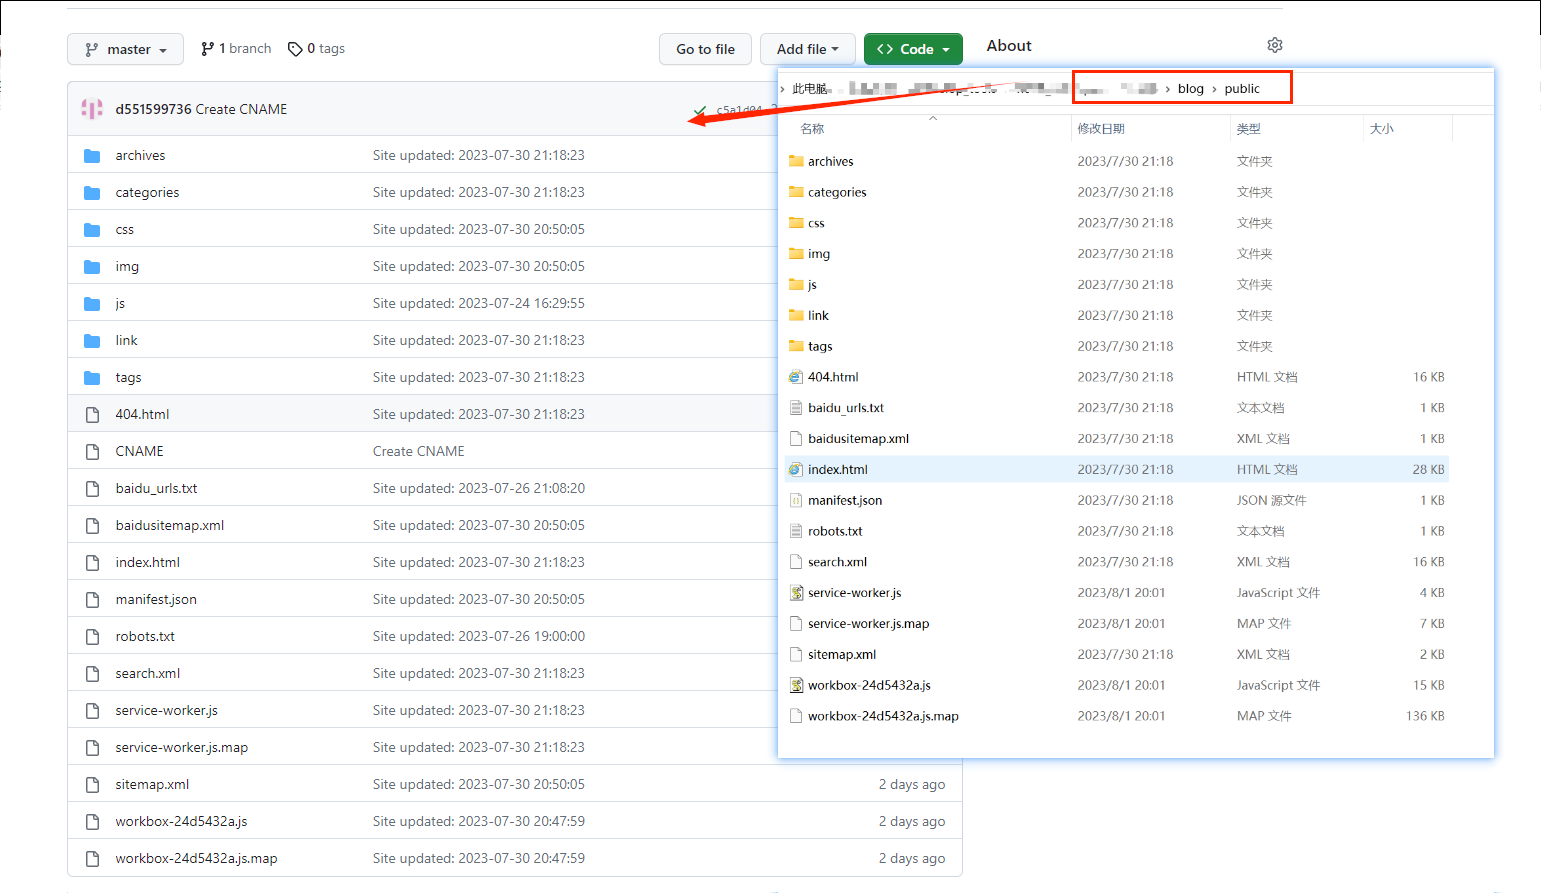 master
1 branch
0 tags
Go to file
Add file
Code
About
d551599736 Create CNAME
archives Site updated: 2023-07-30 21:18:23
categories Site updated: 2023-07-30 21:18:23
css Site updated: 2023-07-30 20:50:05
img Site updated: 2023-07-30 20:50:05
js Site updated: 2023-07-24 16:29:55
link Site updated: 2023-07-30 21:18:23
tags Site updated: 2023-07-30 21:18:23
404.html Site updated: 2023-07-30 21:18:23
CNAME Create CNAME
baidu_urls.txt Site updated: 2023-07-26 21:08:20
baidusitemap.xml Site updated: 2023-07-30 20:50:05
index.html Site updated: 2023-07-30 21:18:23
manifest.json Site updated: 2023-07-30 20:50:05
robots.txt Site updated: 2023-07-26 19:00:00
search.xml Site updated: 2023-07-30 21:18:23
service-worker.js Site updated: 2023-07-30 21:18:23
service-worker.js.map Site updated: 2023-07-30 21:18:23
sitemap.xml Site updated: 2023-07-30 20:50:05 2 days ago
workbox-24d5432a.js Site updated: 2023-07-30 20:47:59 2 days ago
workbox-24d5432a.js.map Site updated: 2023-07-30 20:47:59 2 days ago
此电脑 › blog › public
名称 修改日期 类型 大小
archives 2023/7/30 21:18 文件夹
categories 2023/7/30 21:18 文件夹
css 2023/7/30 21:18 文件夹
img 2023/7/30 21:18 文件夹
js 2023/7/30 21:18 文件夹
link 2023/7/30 21:18 文件夹
tags 2023/7/30 21:18 文件夹
404.html 2023/7/30 21:18 HTML 文档 16 KB
baidu_urls.txt 2023/7/30 21:18 文本文档 1 KB
baidusitemap.xml 2023/7/30 21:18 XML 文档 1 KB
index.html 2023/7/30 21:18 HTML 文档 28 KB
manifest.json 2023/7/30 21:18 JSON 源文件 1 KB
robots.txt 2023/7/30 21:18 文本文档 1 KB
search.xml 2023/7/30 21:18 XML 文档 16 KB
service-worker.js 2023/8/1 20:01 JavaScript 文件 4 KB
service-worker.js.map 2023/8/1 20:01 MAP 文件 7 KB
sitemap.xml 2023/7/30 21:18 XML 文档 2 KB
workbox-24d5432a.js 2023/8/1 20:01 JavaScript 文件 15 KB
workbox-24d5432a.js.map 2023/8/1 20:01 MAP 文件 136 KB